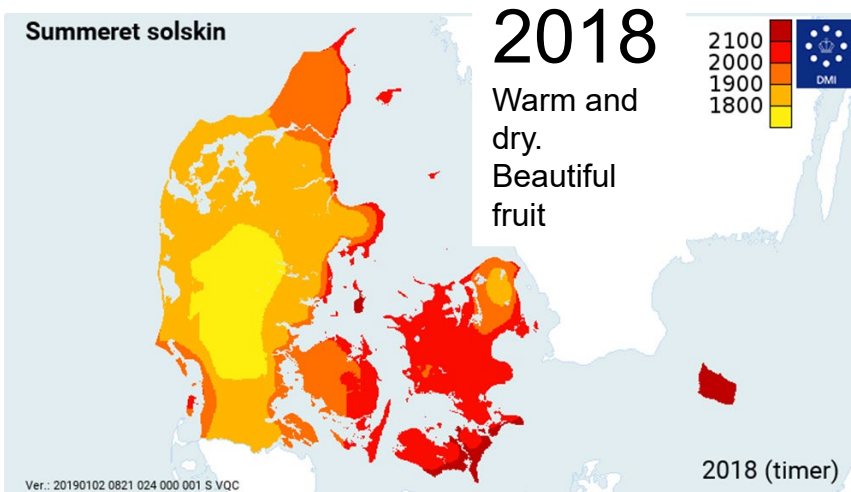 Summeret solskin
2018
Warm and
dry.
Beautiful
fruit
2100
2000
1900
1800
DMI
2018 (timer)
Ver.: 20190102 0821 024 000 001 S VQC